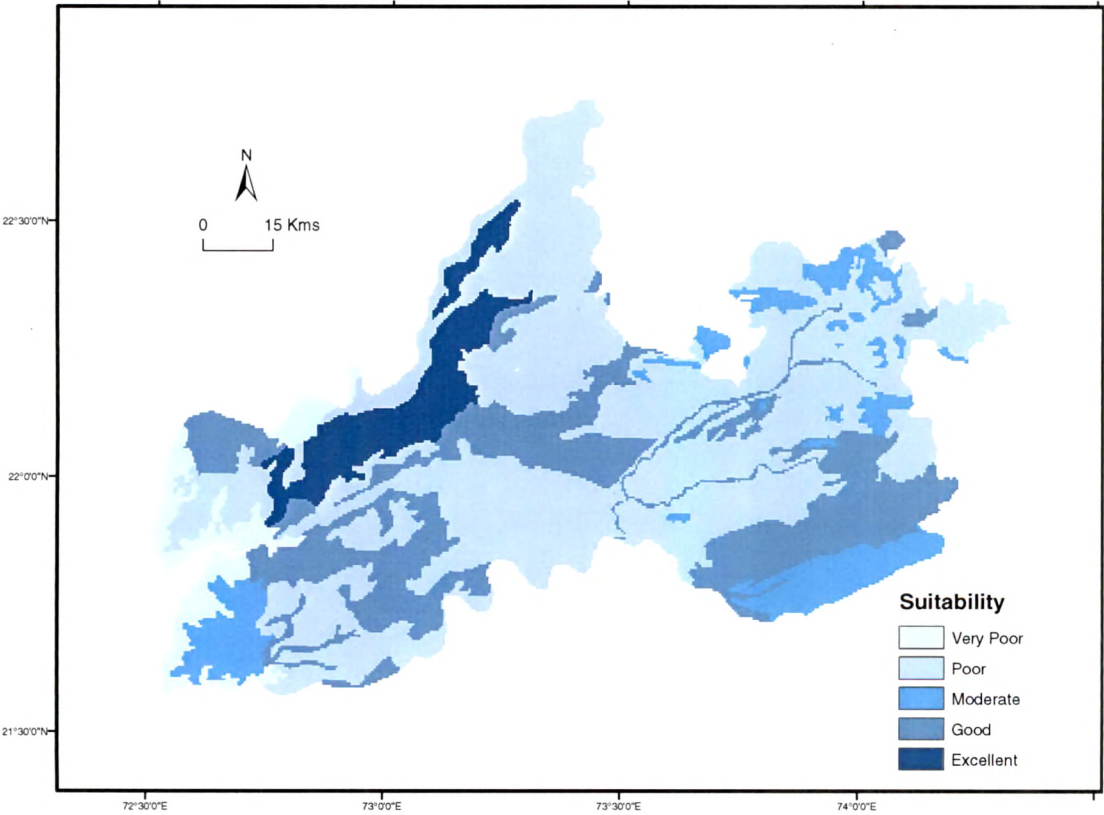 N
0 15 Kms
22°30'0"N
22°0'0"N
21°30'0"N
Suitability
Very Poor
Poor
Moderate
Good
Excellent
72°30'0"E 73°0'0"E 73°30'0"E 74°0'0"E